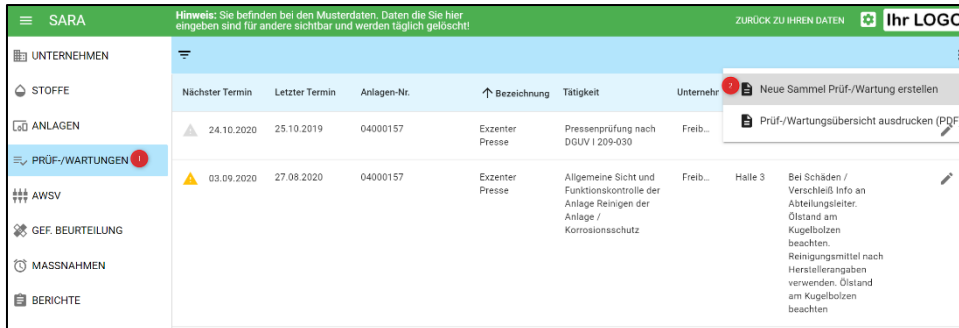 SARA
Hinweis: Sie befinden bei den Musterdaten. Daten die Sie hier
eingeben sind für andere sichtbar und werden täglich gelöscht!
ZURÜCK ZU IHREN DATEN
Ihr LOGO
UNTERNEHMEN
STOFFE
ANLAGEN
PRÜF-/WARTUNGEN 1
AWSV
GEF. BEURTEILUNG
MASSNAHMEN
BERICHTE
2 Neue Sammel Prüf-/Wartung erstellen
Prüf-/Wartungsübersicht ausdrucken (PDF
Nächster Termin Letzter Termin Anlagen-Nr. Bezeichnung Tätigkeit Unternehr
24.10.2020 25.10.2019 04000157 Exzenter Pressenprüfung nach Freib...
Presse DGUV I 209-030
03.09.2020 27.08.2020 04000157 Exzenter Allgemeine Sicht und Freib... Halle 3 Bei Schäden /
Presse Funktionskontrolle der Verschleiß Info an
Anlage Reinigen der Abteilungsleiter.
Anlage / Ölstand am
Korrosionsschutz Kugelbolzen
beachten.
Reinigungsmittel nach
Herstellerangaben
verwenden. Ölstand
am Kugelbolzen
beachten